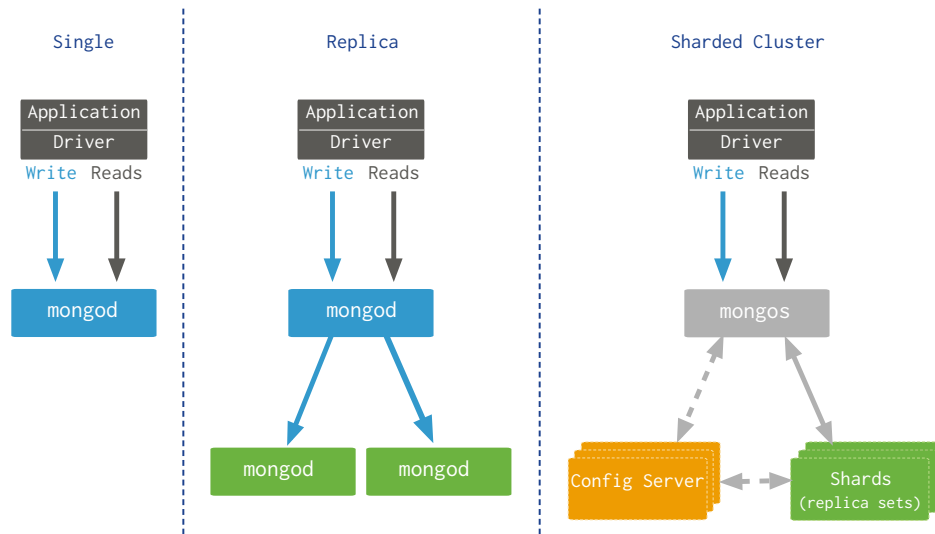 Single
Application
Driver
Write Reads
mongod
Replica
Application
Driver
Write Reads
mongod
mongod
mongod
Sharded Cluster
Application
Driver
Write Reads
mongos
Config Server
Shards
(replica sets)